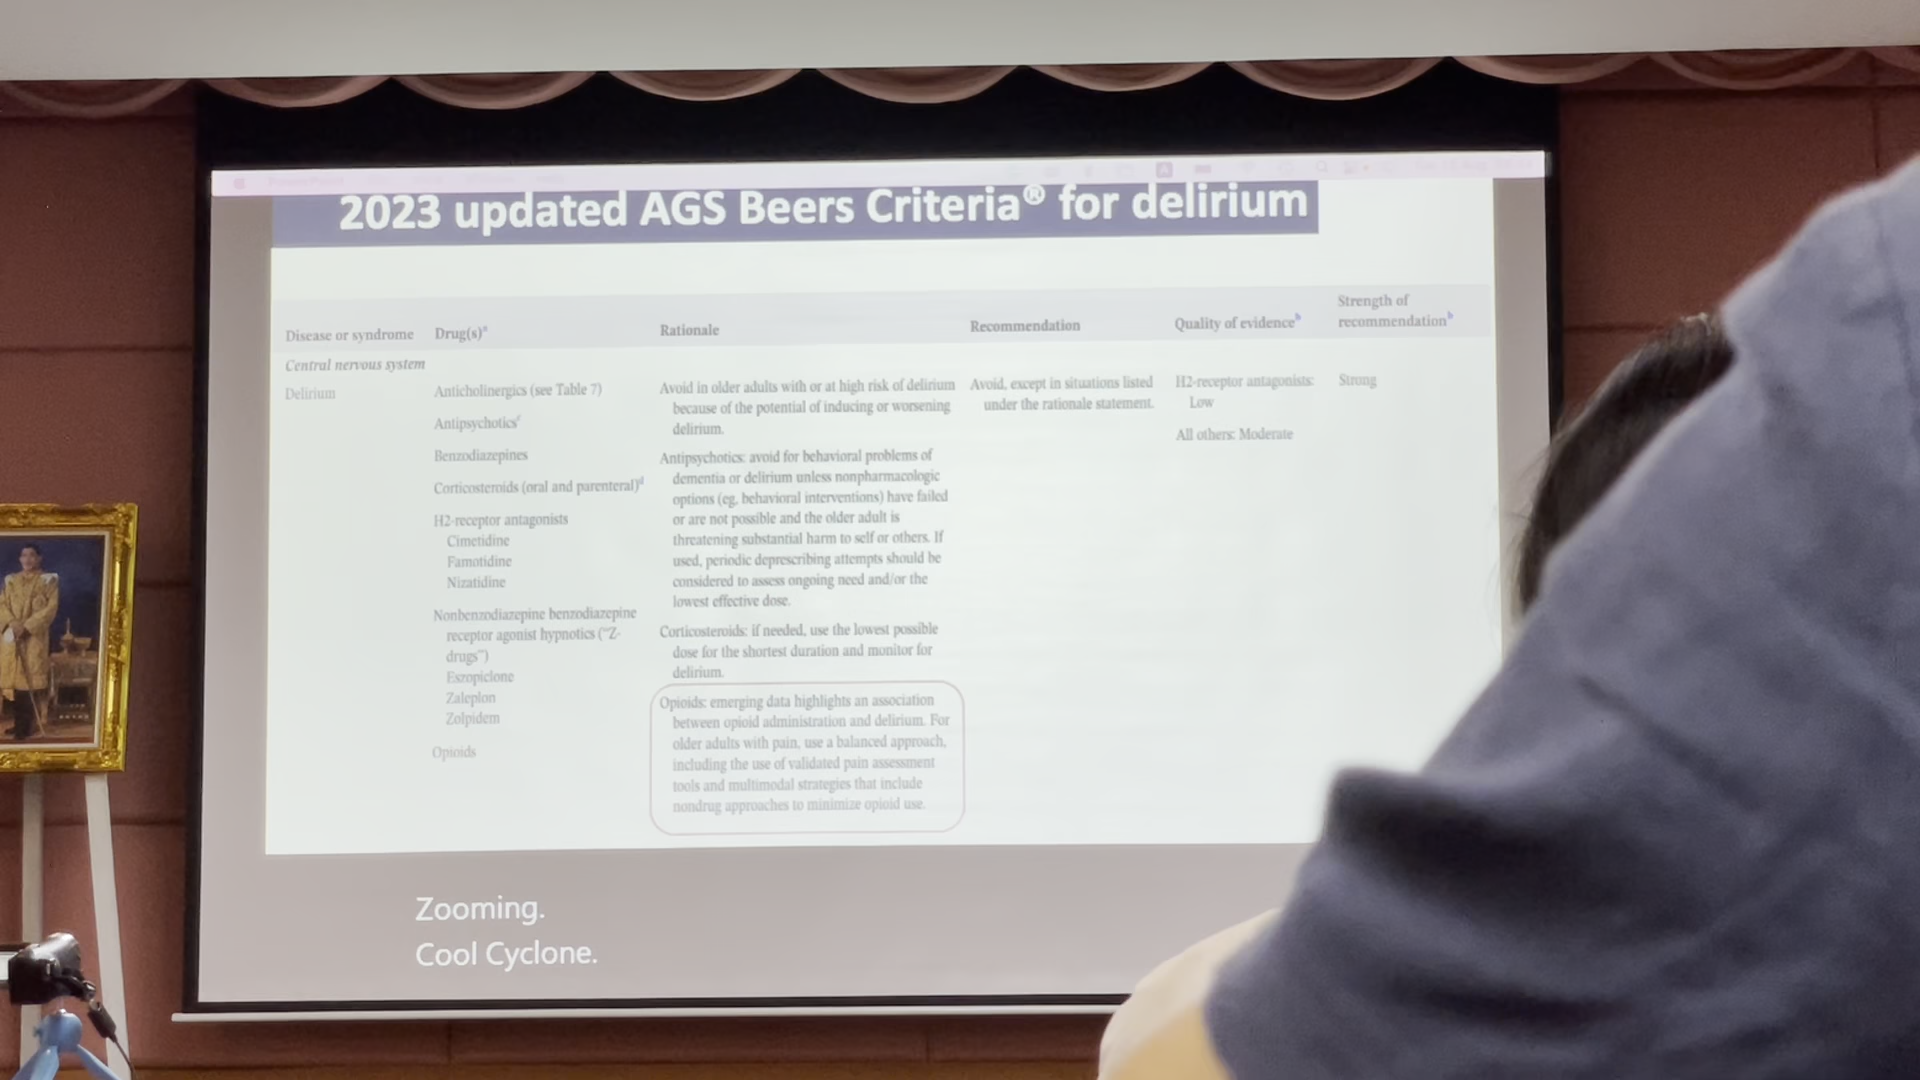 2023 updated AGS Beers Criteria® for delirium
Disease or syndrome
Drug(s)ᵃ
Rationale
Recommendation
Quality of evidenceᵇ
Strength of
recommendationᵇ
Central nervous system
Delirium
Anticholinergics (see Table 7)
Antipsychoticsᶜ
Benzodiazepines
Corticosteroids (oral and parenteral)ᵈ
H2-receptor antagonists
Cimetidine
Famotidine
Nizatidine
Nonbenzodiazepine benzodiazepine
receptor agonist hypnotics ("Z-
drugs")
Eszopiclone
Zaleplon
Zolpidem
Opioids
Avoid in older adults with or at high risk of delirium
because of the potential of inducing or worsening
delirium.
Antipsychotics: avoid for behavioral problems of
dementia or delirium unless nonpharmacologic
options (eg, behavioral interventions) have failed
or are not possible and the older adult is
threatening substantial harm to self or others. If
used, periodic deprescribing attempts should be
considered to assess ongoing need and/or the
lowest effective dose.
Corticosteroids: if needed, use the lowest possible
dose for the shortest duration and monitor for
delirium.
Opioids: emerging data highlights an association
between opioid administration and delirium. For
older adults with pain, use a balanced approach,
including the use of validated pain assessment
tools and multimodal strategies that include
nondrug approaches to minimize opioid use.
Avoid, except in situations listed
under the rationale statement.
H2-receptor antagonists:
Low
All others: Moderate
Strong
Zooming.
Cool Cyclone.